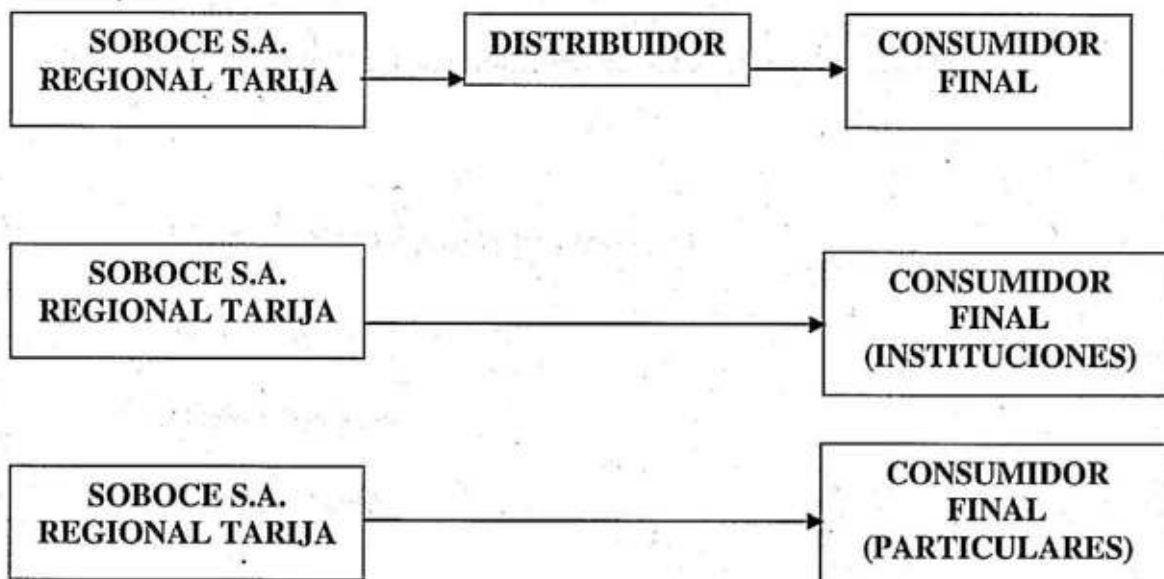 SOBOCE S.A.
REGIONAL TARIJA
DISTRIBUIDOR
CONSUMIDOR
FINAL
SOBOCE S.A.
REGIONAL TARIJA
CONSUMIDOR
FINAL
(INSTITUCIONES)
SOBOCE S.A.
REGIONAL TARIJA
CONSUMIDOR
FINAL
(PARTICULARES)